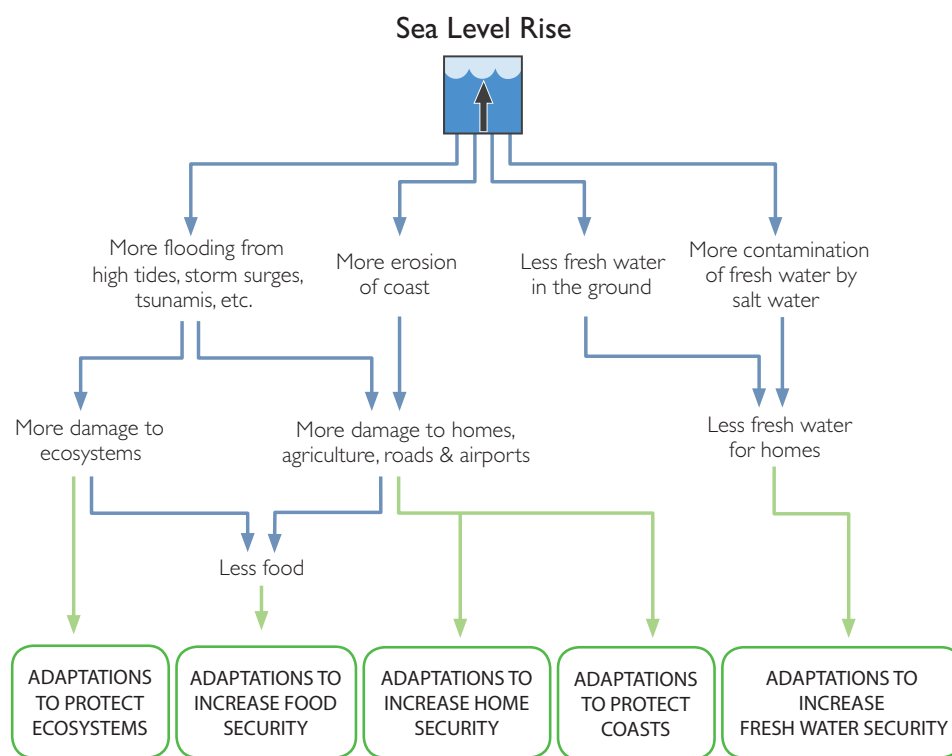 Sea Level Rise
More flooding from
high tides, storm surges,
tsunamis, etc.
More erosion
of coast
Less fresh water
in the ground
More contamination
of fresh water by
salt water
More damage to
ecosystems
More damage to homes,
agriculture, roads & airports
Less fresh water
for homes
Less food
ADAPTATIONS
TO PROTECT
ECOSYSTEMS
ADAPTATIONS TO
INCREASE FOOD
SECURITY
ADAPTATIONS TO
INCREASE HOME
SECURITY
ADAPTATIONS
TO PROTECT
COASTS
ADAPTATIONS TO
INCREASE
FRESH WATER SECURITY